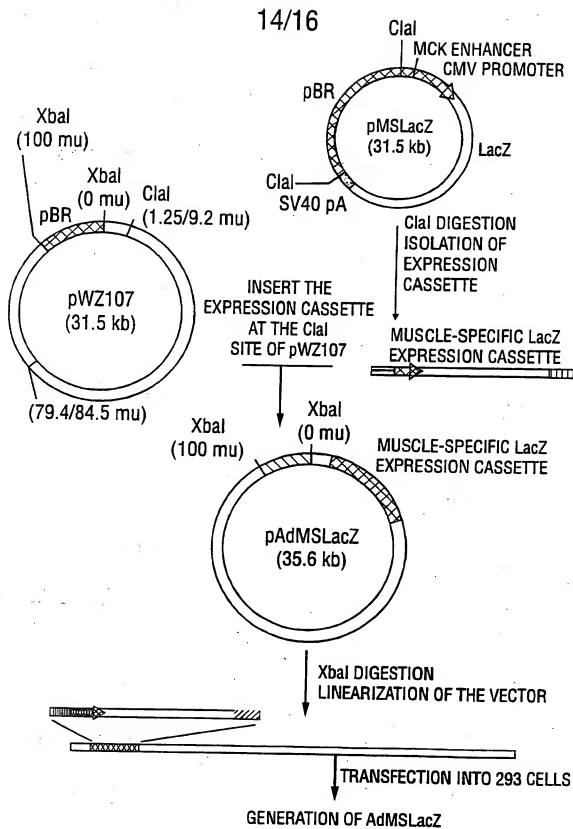 14/16
ClaI
MCK ENHANCER
CMV PROMOTER
pBR
pMSLacZ
(31.5 kb)
LacZ
ClaI
SV40 pA
XbaI
(100 mu)
XbaI
(0 mu)
ClaI
(1.25/9.2 mu)
pBR
pWZ107
(31.5 kb)
(79.4/84.5 mu)
ClaI DIGESTION
ISOLATION OF
EXPRESSION
CASSETTE
INSERT THE
EXPRESSION CASSETTE
AT THE ClaI
SITE OF pWZ107
MUSCLE-SPECIFIC LacZ
EXPRESSION CASSETTE
XbaI
(100 mu)
XbaI
(0 mu)
MUSCLE-SPECIFIC LacZ
EXPRESSION CASSETTE
pAdMSLacZ
(35.6 kb)
XbaI DIGESTION
LINEARIZATION OF THE VECTOR
TRANSFECTION INTO 293 CELLS
GENERATION OF AdMSLacZ